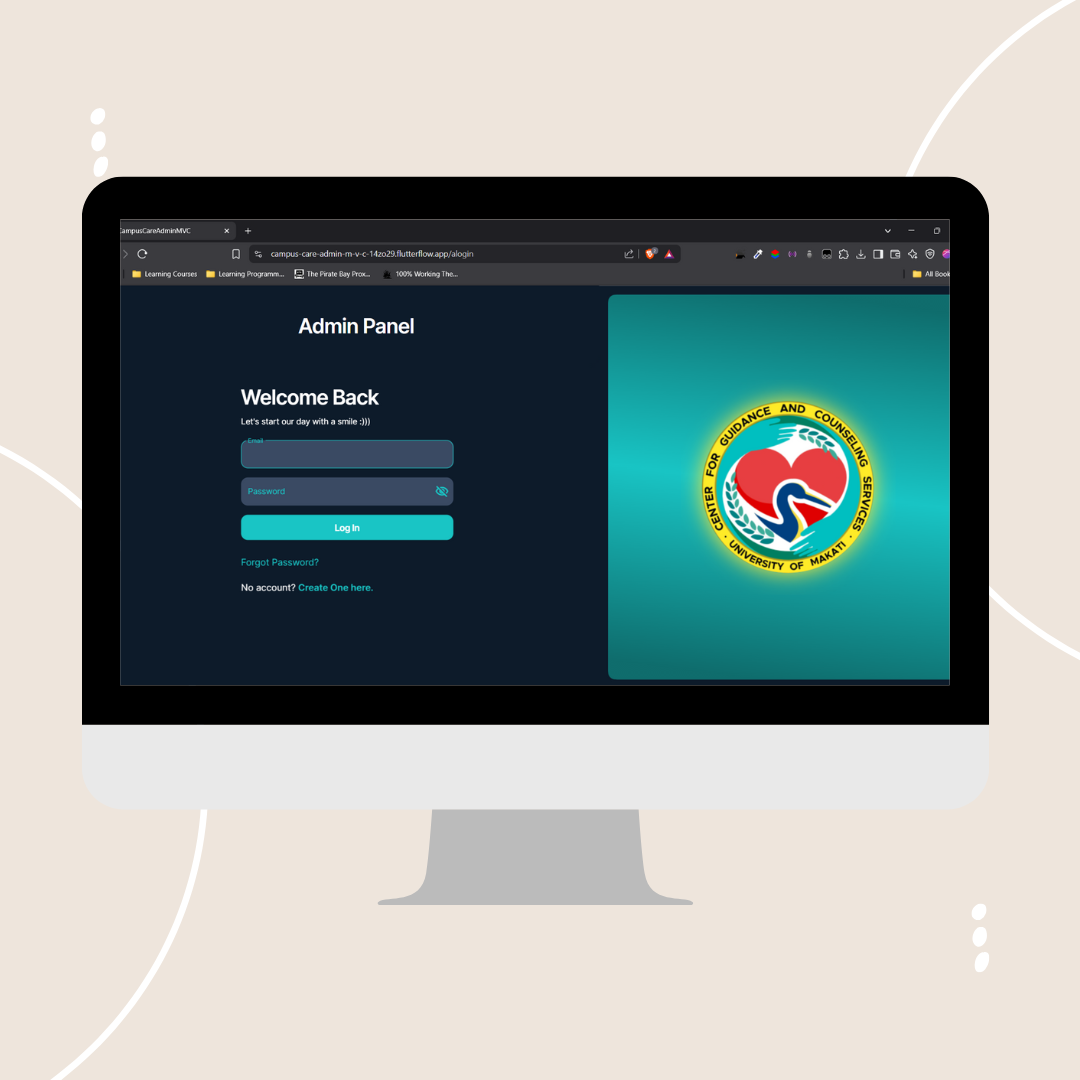 CampusCareAdminMVC
campus-care-admin-m-v-c-14zo29.flutterflow.app/alogin
Learning Courses
Learning Programm...
The Pirate Bay Prox...
100% Working The...
All Book
Admin Panel
Welcome Back
Let's start our day with a smile :)))
Email
Password
Log In
Forgot Password?
No account? Create One here.
CENTER FOR GUIDANCE AND COUNSELING SERVICES
· UNIVERSITY OF MAKATI ·